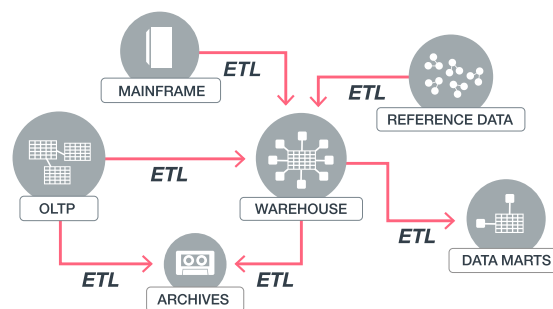 ETL
MAINFRAME
ETL
REFERENCE DATA
ETL
OLTP
WAREHOUSE
ETL
DATA MARTS
ETL
ETL
ARCHIVES